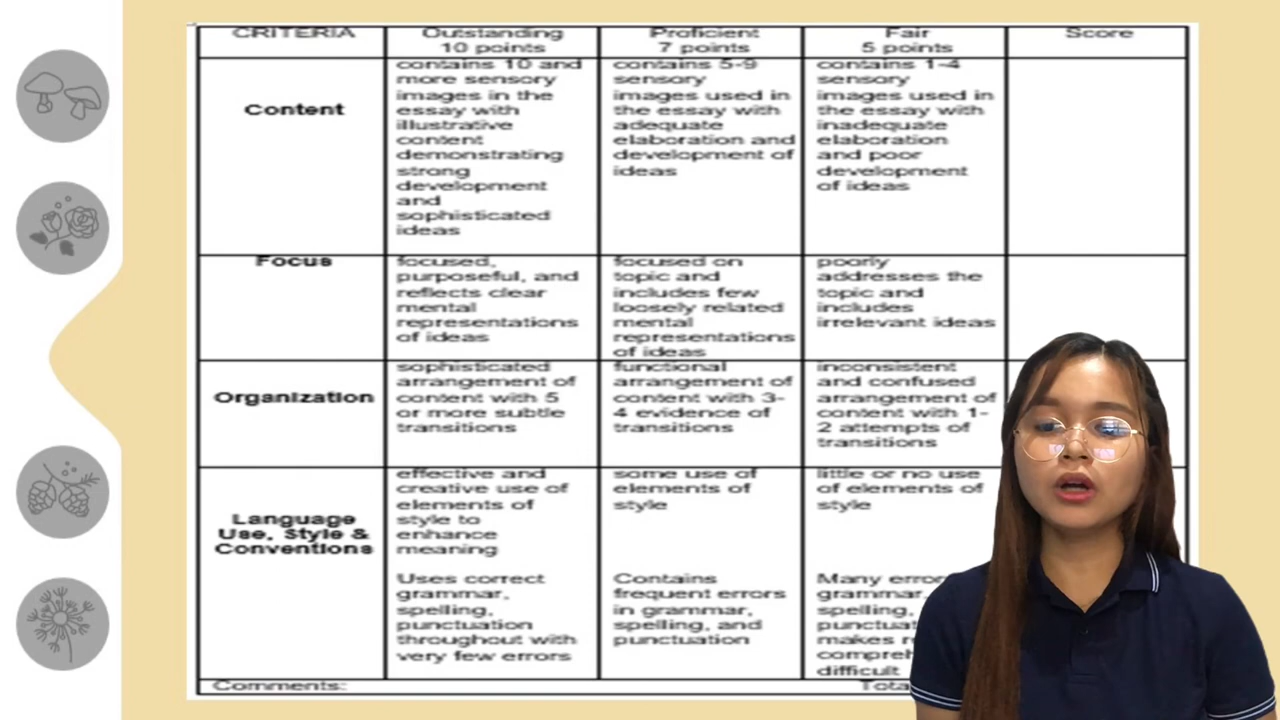 CRITERIA
Outstanding
10 points
Proficient
7 points
Fair
5 points
Score
Content
contains 10 and
more sensory
images in the
essay with
illustrative
content
demonstrating
strong
development
and
sophisticated
ideas
contains 5-9
sensory
images used in
the essay with
adequate
elaboration and
development of
ideas
contains 1-4
sensory
images used in
the essay with
inadequate
elaboration
and poor
development
of ideas
Focus
focused,
purposeful, and
reflects clear
mental
representations
of ideas
focused on
topic and
includes few
loosely related
mental
representations
of ideas
poorly
addresses the
topic and
includes
irrelevant ideas
Organization
sophisticated
arrangement of
content with 5
or more subtle
transitions
functional
arrangement of
content with 3-
4 evidence of
transitions
inconsistent
and confused
arrangement of
content with 1-
2 attempts of
transitions
Language
Use, Style &
Conventions
effective and
creative use of
elements of
style to
enhance
meaning
Uses correct
grammar,
spelling,
punctuation
throughout with
very few errors
some use of
elements of
style
Contains
frequent errors
in grammar,
spelling, and
punctuation
little or no use
of elements of
style
Many
grammar,
spelling,
makes
difficult
Comments: